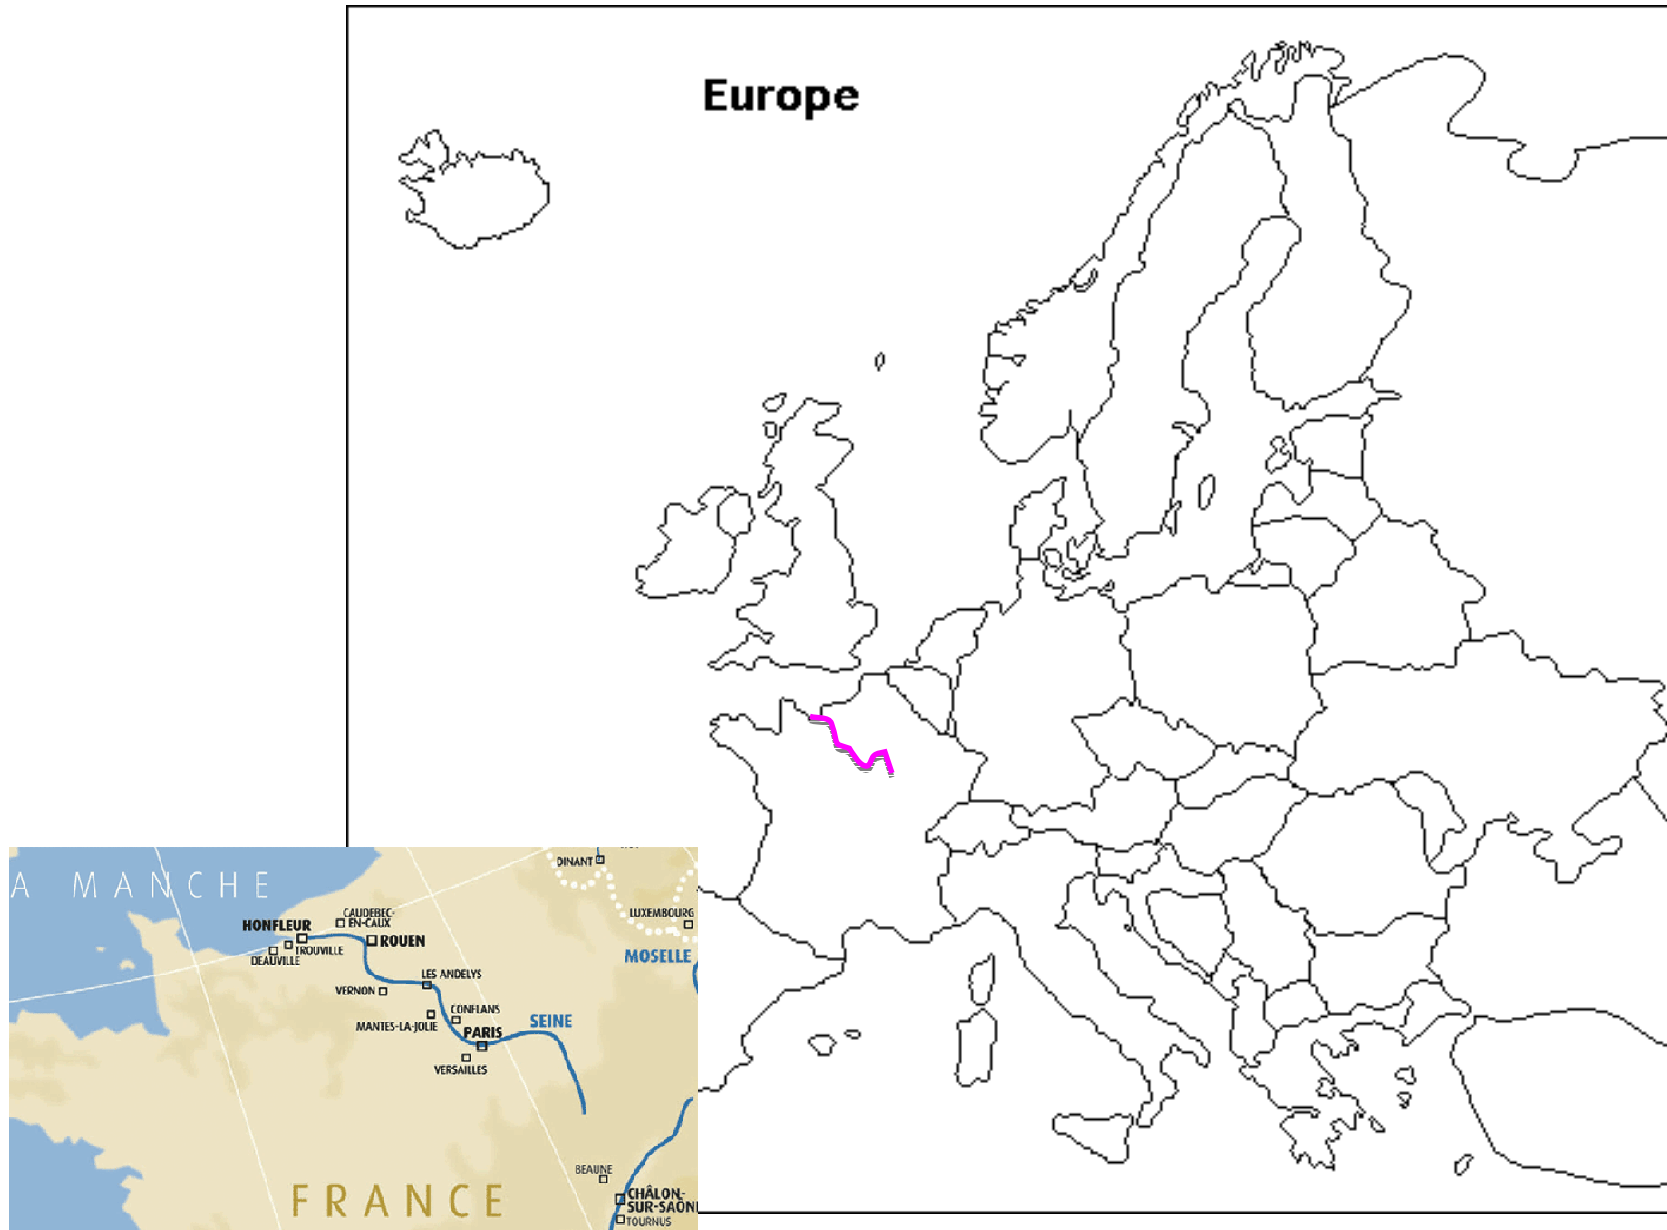 Europe
A MANCHE
DINANT
CAUDEBEC-
EN-CAUX
LUXEMBOURG
HONFLEUR
ROUEN
TROUVILLE
DEAUVILLE
MOSELLE
LES ANDELYS
VERNON
CONFLANS
MANTES-LA-JOLIE
SEINE
PARIS
VERSAILLES
BEAUNE
FRANCE
CHÂLON-
SUR-SAÔN
TOURNUS